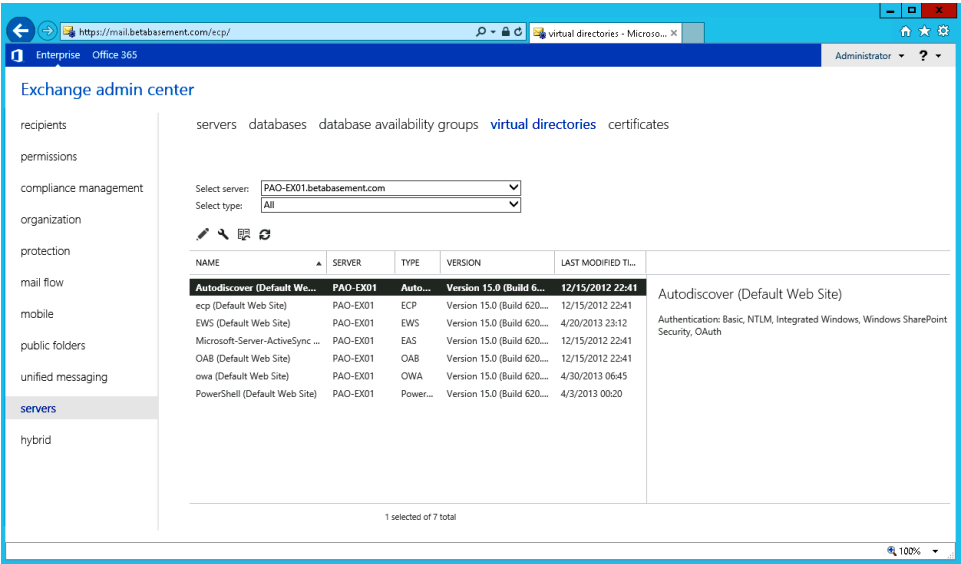 https://mail.betabasement.com/ecp/
virtual directories - Microso...
Enterprise Office 365
Administrator ?
Exchange admin center
recipients
permissions
compliance management
organization
protection
mail flow
mobile
public folders
unified messaging
servers
hybrid
servers databases database availability groups virtual directories certificates
Select server: PAO-EX01.betabasement.com
Select type: All
NAME SERVER TYPE VERSION LAST MODIFIED TI...
Autodiscover (Default We... PAO-EX01 Auto... Version 15.0 (Build 6... 12/15/2012 22:41
ecp (Default Web Site) PAO-EX01 ECP Version 15.0 (Build 620.... 12/15/2012 22:41
EWS (Default Web Site) PAO-EX01 EWS Version 15.0 (Build 620.... 4/20/2013 23:12
Microsoft-Server-ActiveSync ... PAO-EX01 EAS Version 15.0 (Build 620.... 12/15/2012 22:41
OAB (Default Web Site) PAO-EX01 OAB Version 15.0 (Build 620.... 12/15/2012 22:41
owa (Default Web Site) PAO-EX01 OWA Version 15.0 (Build 620.... 4/30/2013 06:45
PowerShell (Default Web Site) PAO-EX01 Power... Version 15.0 (Build 620.... 4/3/2013 00:20
Autodiscover (Default Web Site)
Authentication: Basic, NTLM, Integrated Windows, Windows SharePoint
Security, OAuth
1 selected of 7 total
100%